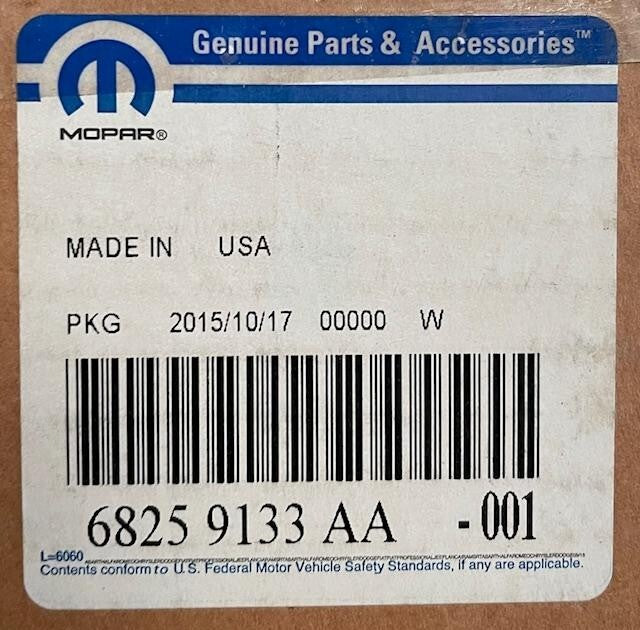 Genuine Parts & Accessories™
MOPAR®
MADE IN USA
PKG 2015/10/17 00000 W
6825 9133 AA -001
L=6060
Contents conform to U.S. Federal Motor Vehicle Safety Standards, if any are applicable.